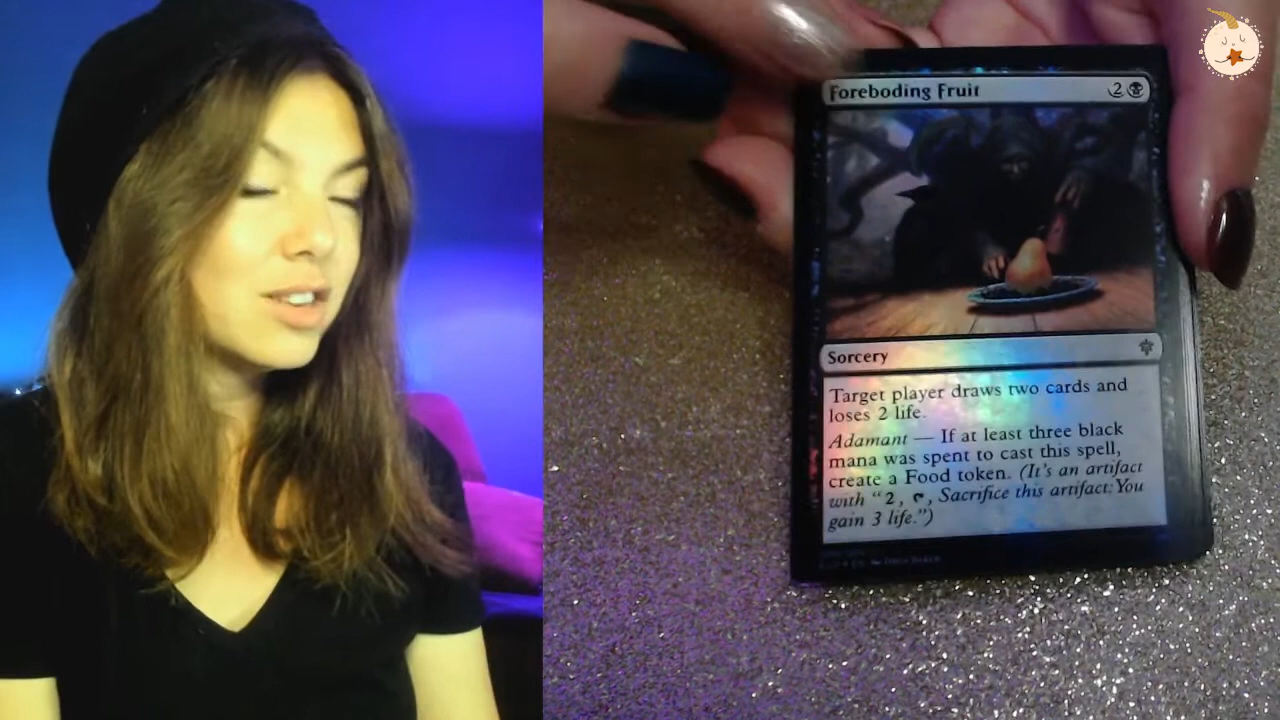 Foreboding Fruit 2
Sorcery
Target player draws two cards and
loses 2 life.
Adamant — If at least three black
mana was spent to cast this spell,
create a Food token. (It's an artifact
with "2, , Sacrifice this artifact: You
gain 3 life.")